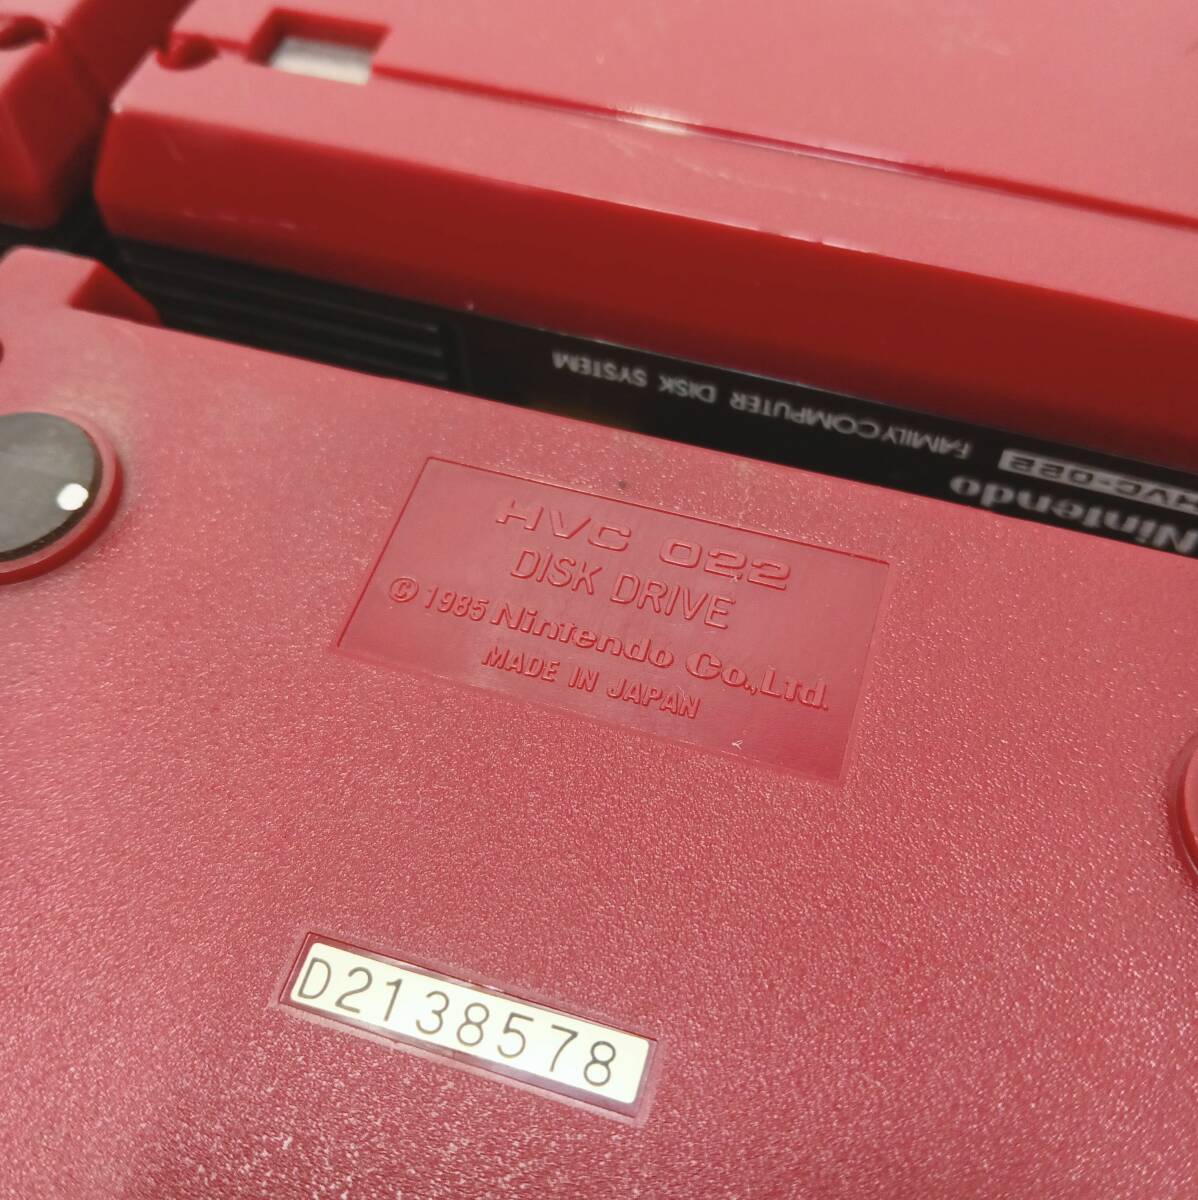 Nintendo
HVC-022
FAMILY COMPUTER DISK SYSTEM
HVC 022
DISK DRIVE
© 1985 Nintendo Co., Ltd.
MADE IN JAPAN
D2138578